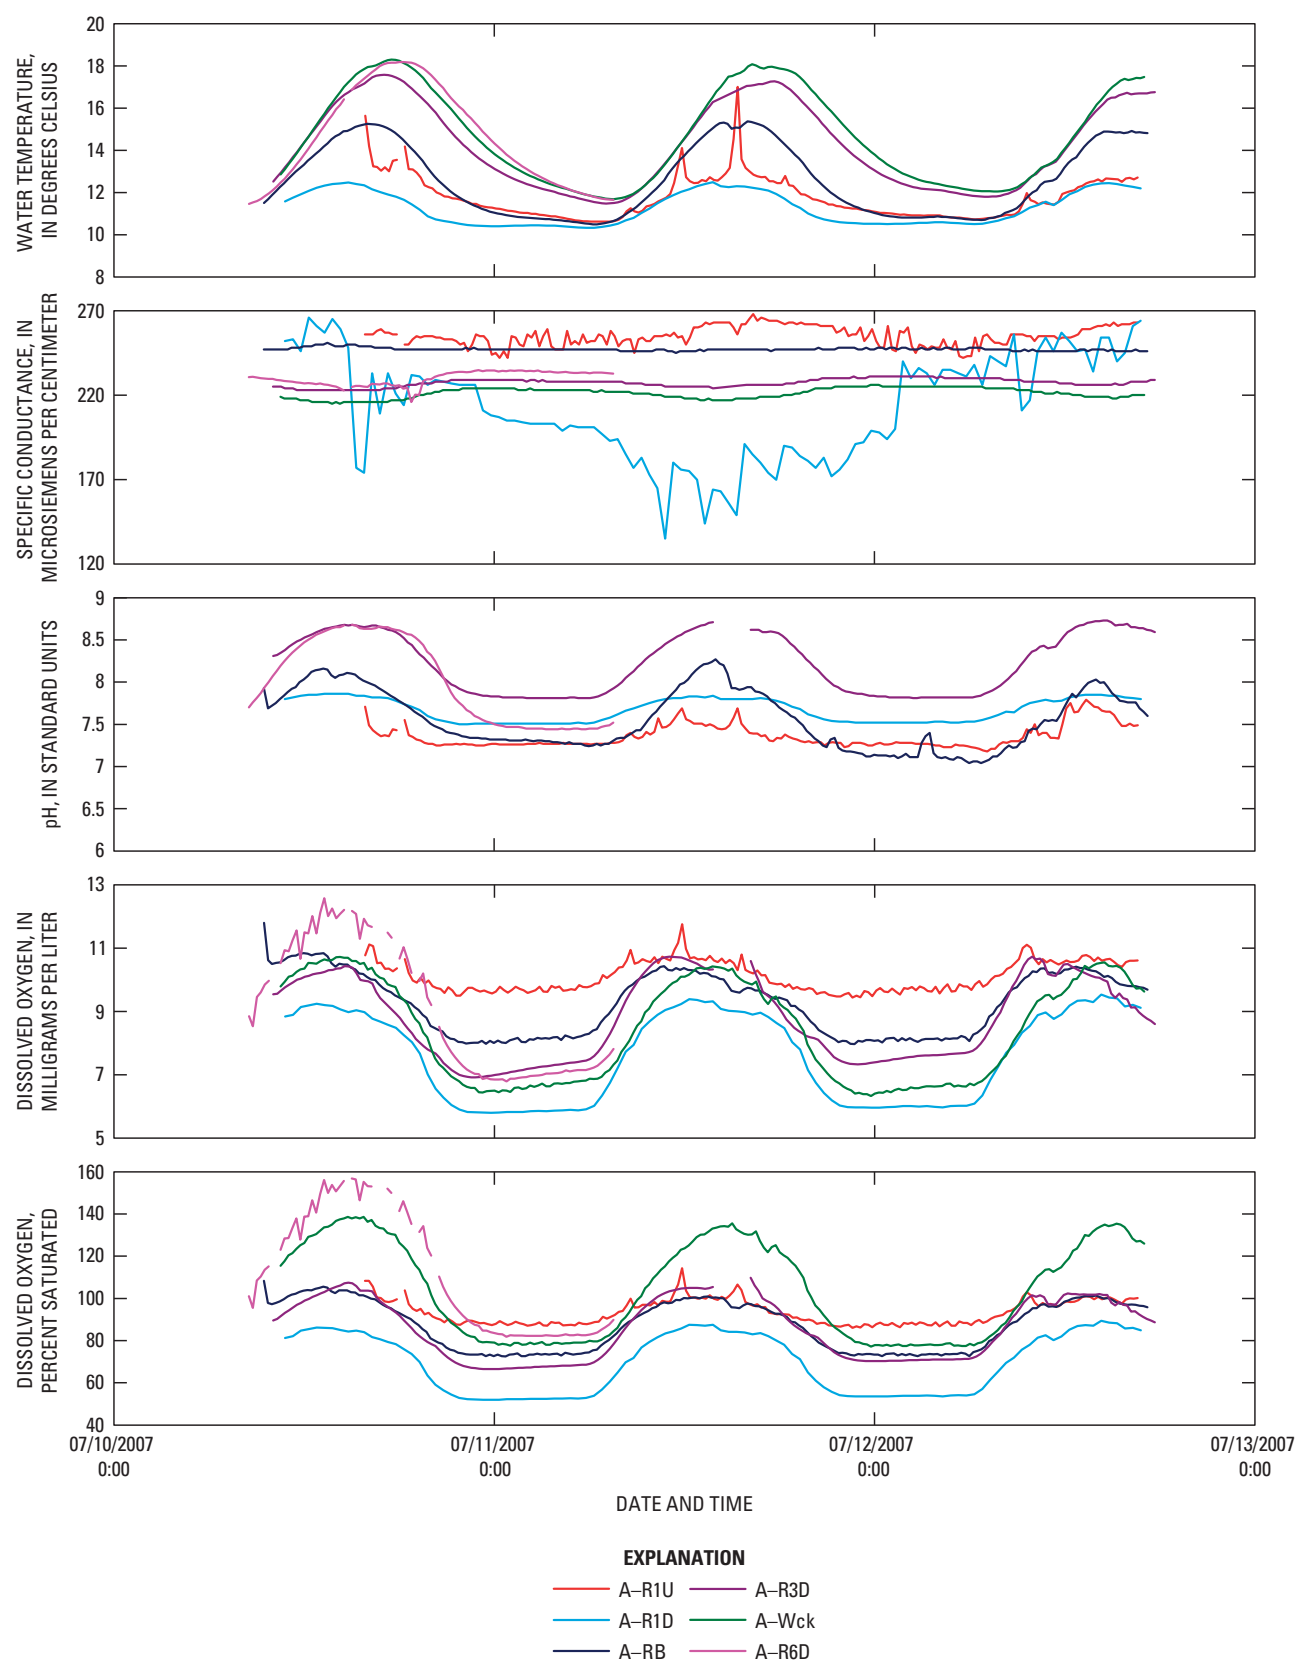 WATER TEMPERATURE,
IN DEGREES CELSIUS
20
18
16
14
12
10
8
SPECIFIC CONDUCTANCE, IN
MICROSIEMENS PER CENTIMETER
270
220
170
120
pH, IN STANDARD UNITS
9
8.5
8
7.5
7
6.5
6
DISSOLVED OXYGEN, IN
MILLIGRAMS PER LITER
13
11
9
7
5
DISSOLVED OXYGEN,
PERCENT SATURATED
160
140
120
100
80
60
40
07/10/2007 07/11/2007 07/12/2007 07/13/2007
0:00 0:00 0:00 0:00
DATE AND TIME
EXPLANATION
A–R1U A–R3D
A–R1D A–Wck
A–RB A–R6D